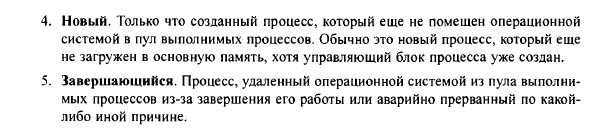 4. Новый. Только что созданный процесс, который еще не помещен операционной
системой в пул выполнимых процессов. Обычно это новый процесс, который еще
не загружен в основную память, хотя управляющий блок процесса уже создан.
5. Завершающийся. Процесс, удаленный операционной системой из пула выполни-
мых процессов из-за завершения его работы или аварийно прерванный по какой-
либо иной причине.